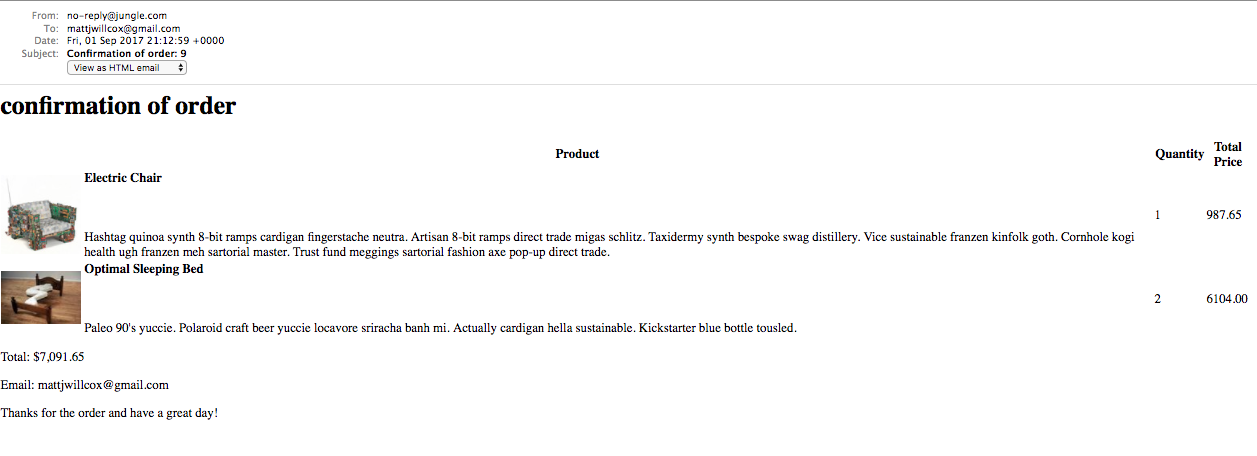 From: no-reply@jungle.com
To: mattjwillcox@gmail.com
Date: Fri, 01 Sep 2017 21:12:59 +0000
Subject: Confirmation of order: 9
View as HTML email
confirmation of order
Product Quantity Total Price
Electric Chair
1 987.65
Hashtag quinoa synth 8-bit ramps cardigan fingerstache neutra. Artisan 8-bit ramps direct trade migas schlitz. Taxidermy synth bespoke swag distillery. Vice sustainable franzen kinfolk goth. Cornhole kogi
health ugh franzen meh sartorial master. Trust fund meggings sartorial fashion axe pop-up direct trade.
Optimal Sleeping Bed
2 6104.00
Paleo 90's yuccie. Polaroid craft beer yuccie locavore sriracha banh mi. Actually cardigan hella sustainable. Kickstarter blue bottle tousled.
Total: $7,091.65
Email: mattjwillcox@gmail.com
Thanks for the order and have a great day!